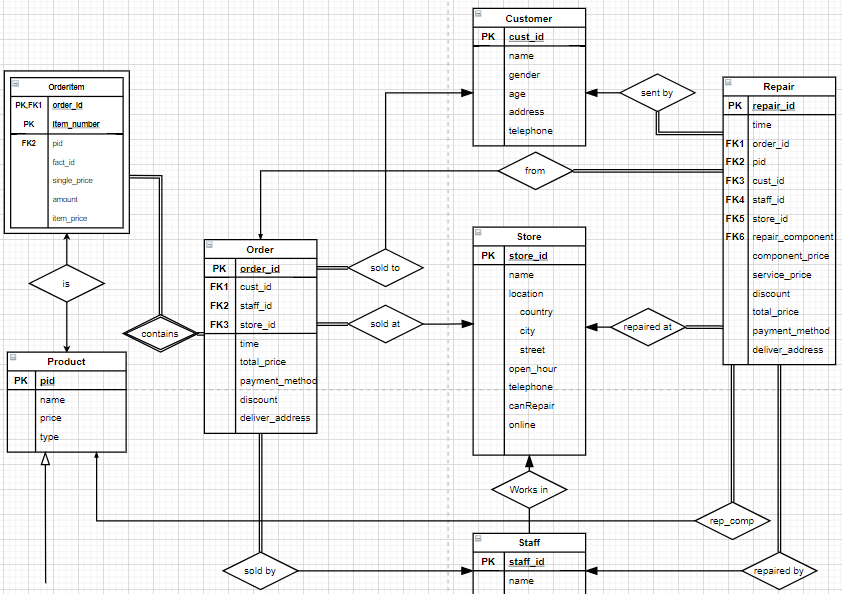 Customer
PK cust_id
name
gender
age
address
telephone
sent by
Repair
PK repair_id
time
FK1 order_id
FK2 pid
FK3 cust_id
FK4 staff_id
FK5 store_id
FK6 repair_component
component_price
service_price
discount
total_price
payment_method
deliver_address
OrderItem
PK,FK1 order_id
PK item_number
FK2 pid
fact_id
single_price
amount
item_price
from
Order
PK order_id
FK1 cust_id
FK2 staff_id
FK3 store_id
time
total_price
payment_method
discount
deliver_address
sold to
sold at
Store
PK store_id
name
location
country
city
street
open_hour
telephone
canRepair
online
repaired at
is
contains
Product
PK pid
name
price
type
Works in
rep_comp
Staff
PK staff_id
name
sold by
repaired by